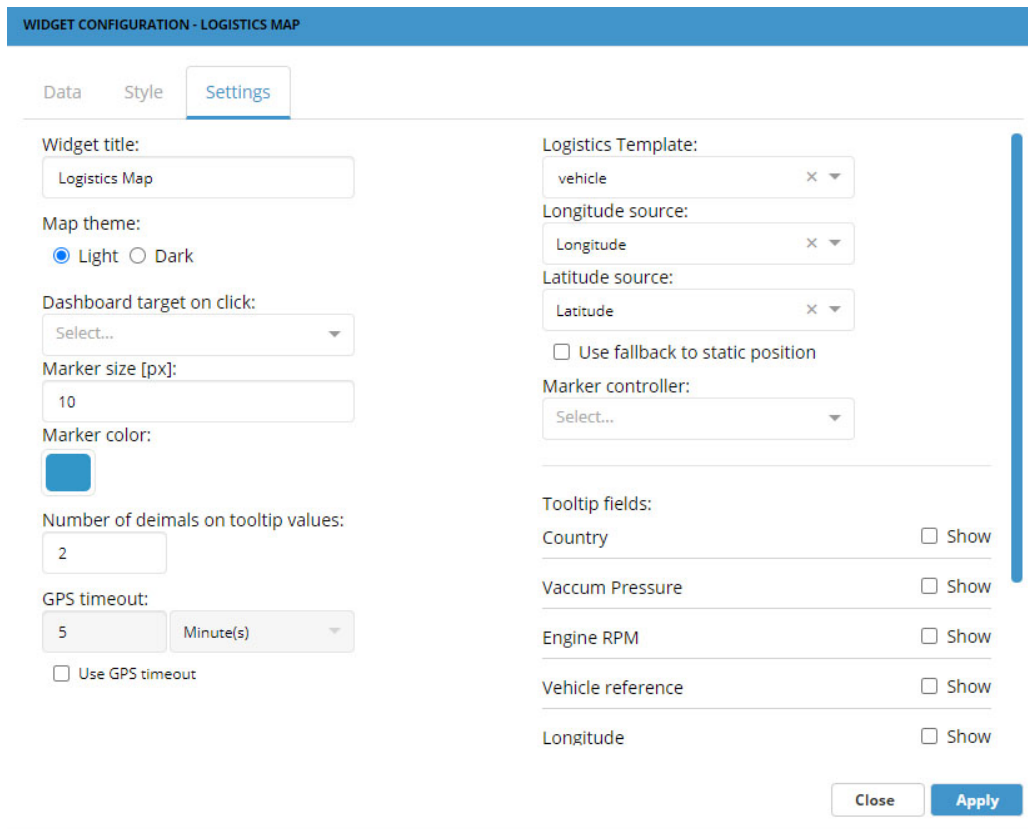 WIDGET CONFIGURATION - LOGISTICS MAP
Data Style Settings
Widget title:
Logistics Map
Map theme:
Light Dark
Dashboard target on click:
Select...
Marker size [px]:
10
Marker color:
Number of deimals on tooltip values:
2
GPS timeout:
5 Minute(s)
Use GPS timeout
Logistics Template:
vehicle
Longitude source:
Longitude
Latitude source:
Latitude
Use fallback to static position
Marker controller:
Select...
Tooltip fields:
Country Show
Vaccum Pressure Show
Engine RPM Show
Vehicle reference Show
Longitude Show
Close Apply